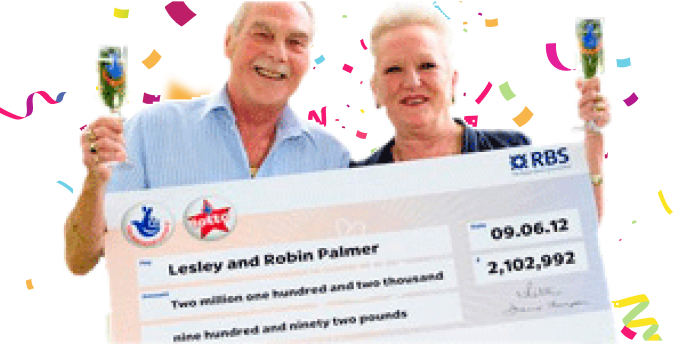 RBS
Lotto
09.06.12
Lesley and Robin Palmer
2,102,992
Two million one hundred and two thousand
nine hundred and ninety two pounds